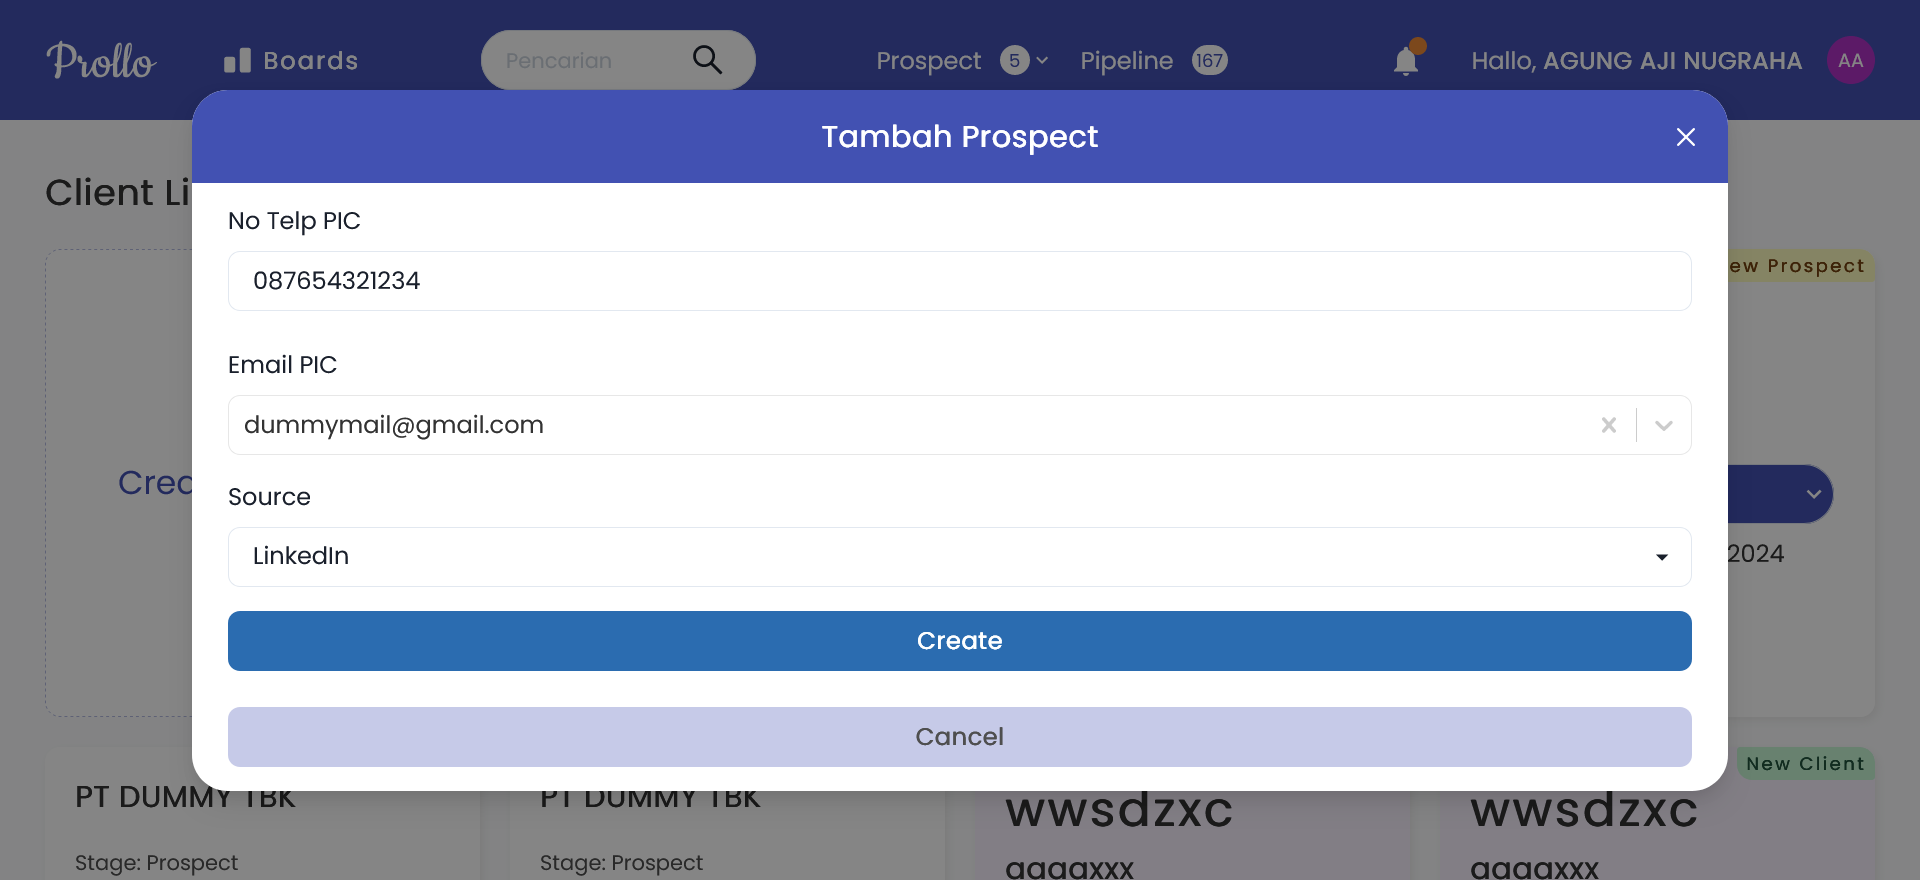 Prollo
Boards
Pencarian
Prospect 5
Pipeline 167
Hallo, AGUNG AJI NUGRAHA
AA
Tambah Prospect
Client Li
No Telp PIC
087654321234
ew Prospect
Email PIC
dummymail@gmail.com
Crea
Source
LinkedIn
2024
Create
Cancel
New Client
PT DUMMY TBK
PT DUMMY TBK
wwsdzxc
wwsdzxc
Stage: Prospect
Stage: Prospect